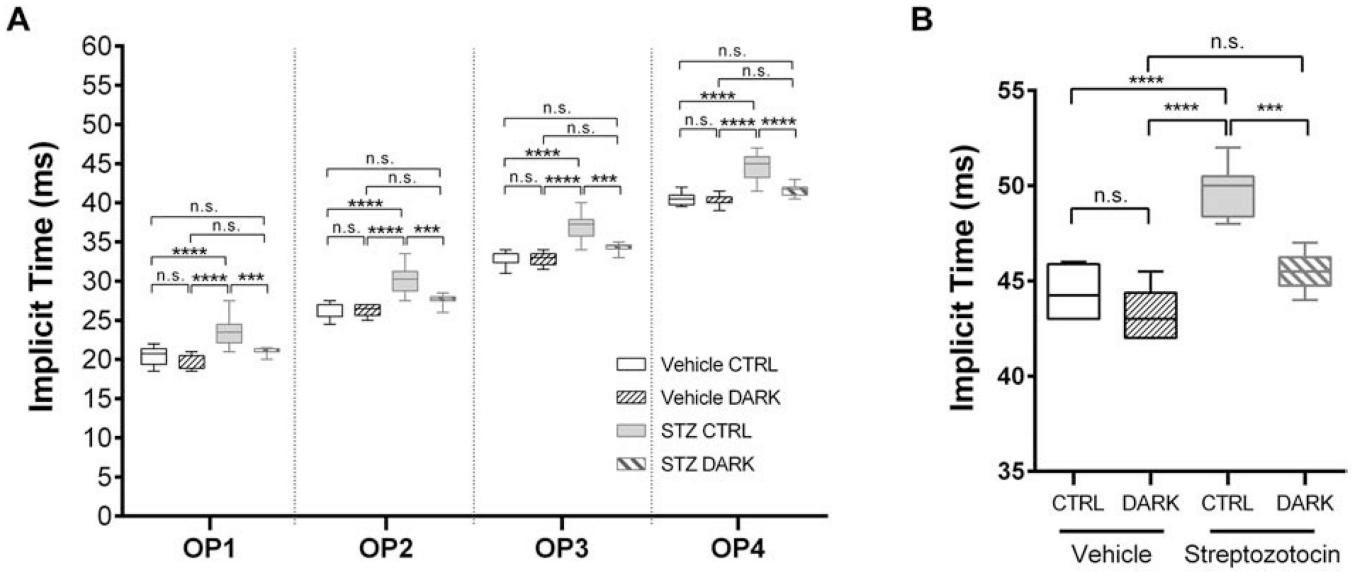 A
Implicit Time (ms)
60
55
50
45
40
35
30
25
20
15
10
5
0
n.s.
n.s.
****
n.s. **** ***
n.s.
n.s.
****
n.s. **** ***
n.s.
n.s.
****
n.s. **** ***
n.s.
n.s.
****
n.s. **** ****
Vehicle CTRL
Vehicle DARK
STZ CTRL
STZ DARK
OP1 OP2 OP3 OP4
B
Implicit Time (ms)
55
50
45
40
35
n.s.
****
**** ***
n.s.
CTRL DARK CTRL DARK
Vehicle Streptozotocin